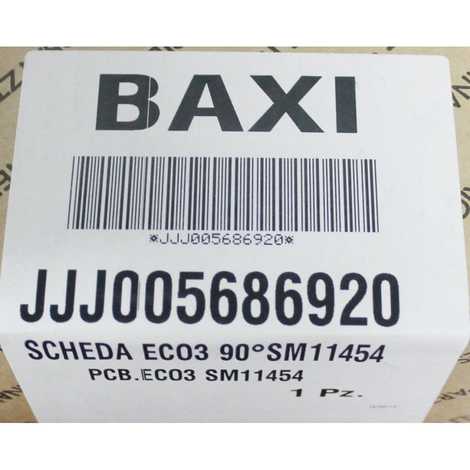 BAXI
*JJJ005686920*
JJJ005686920
SCHEDA ECO3 90°SM11454
PCB.ECO3 SM11454
1 Pz.